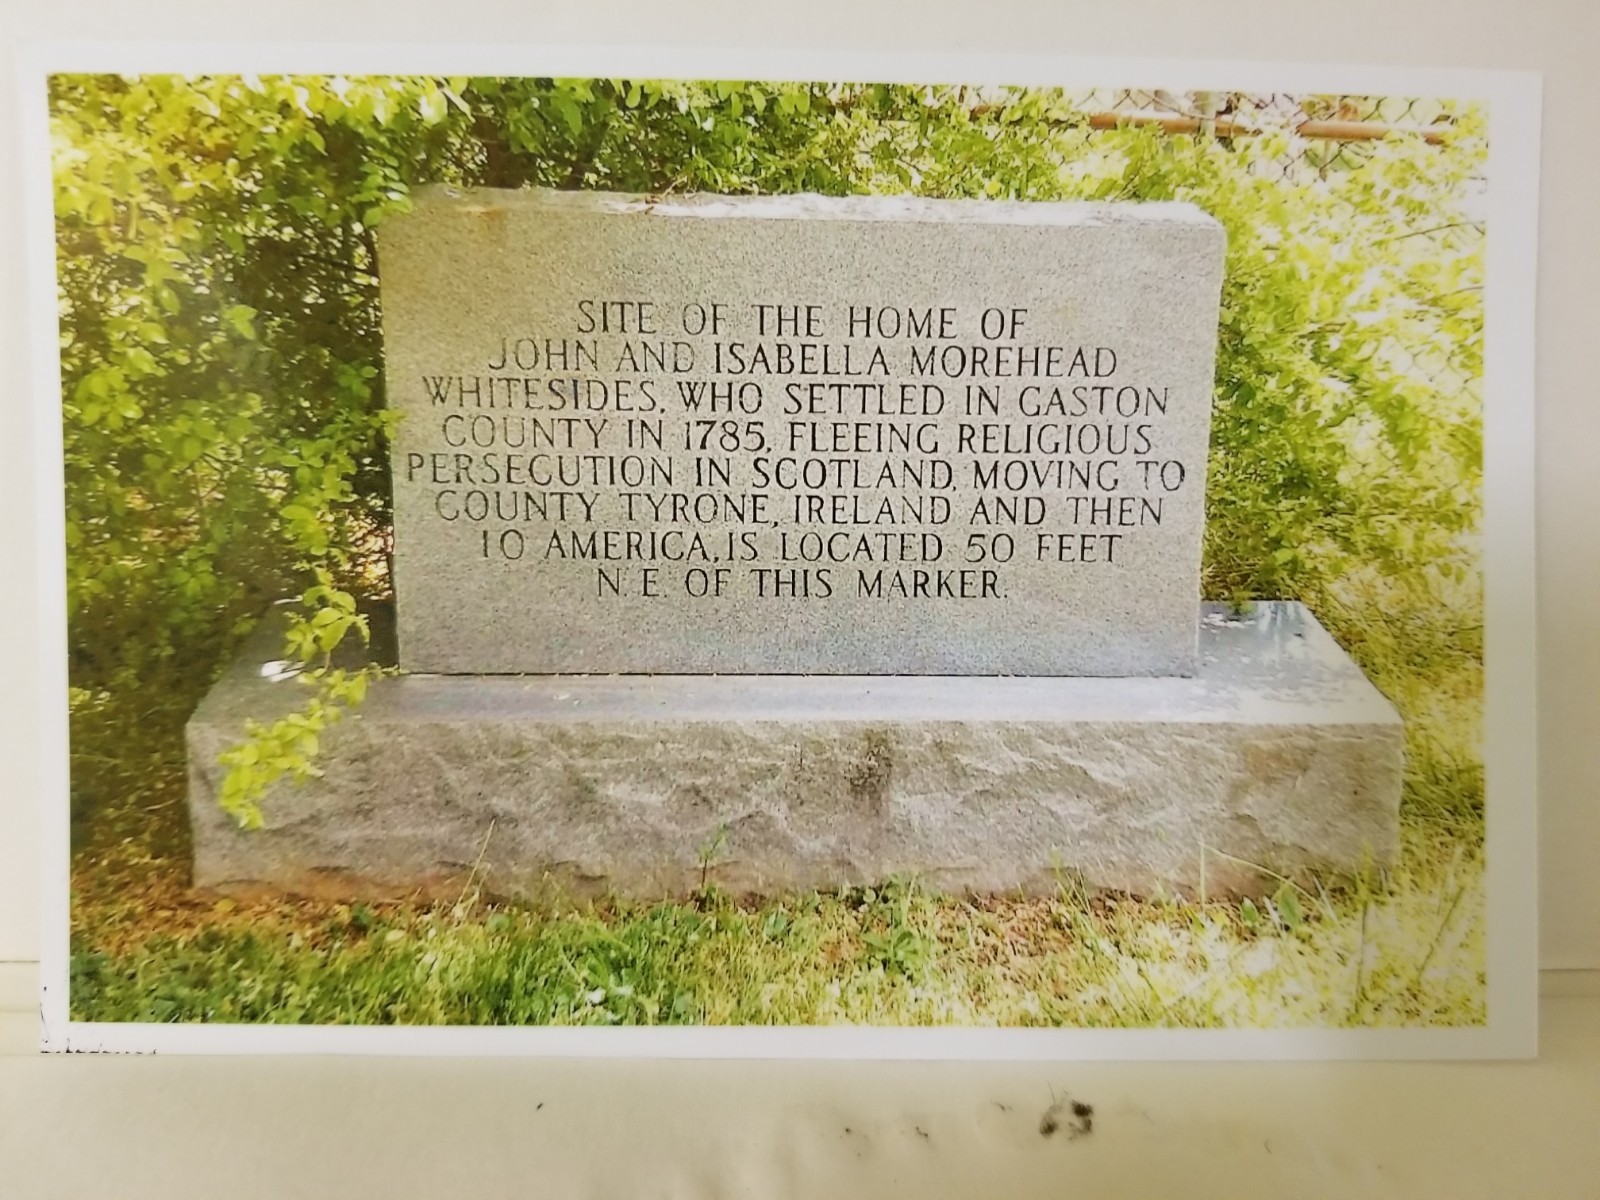 SITE OF THE HOME OF
JOHN AND ISABELLA MOREHEAD
WHITESIDES, WHO SETTLED IN GASTON
COUNTY IN 1785, FLEEING RELIGIOUS
PERSECUTION IN SCOTLAND, MOVING TO
COUNTY TYRONE, IRELAND AND THEN
TO AMERICA, IS LOCATED 50 FEET
N. E. OF THIS MARKER.